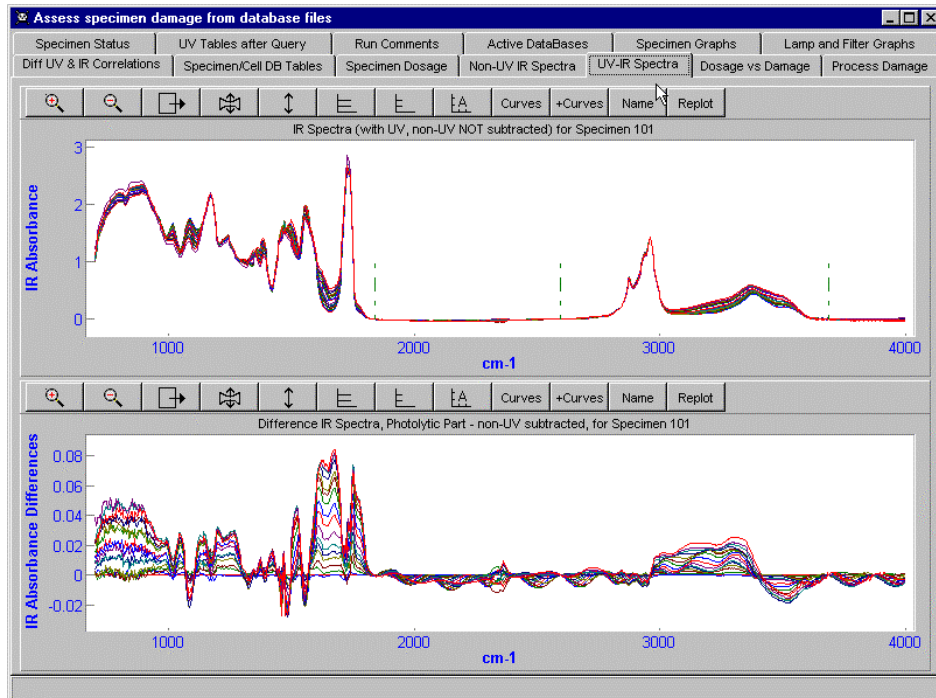 Assess specimen damage from database files
Specimen Status UV Tables after Query Run Comments Active DataBases Specimen Graphs Lamp and Filter Graphs
Diff UV & IR Correlations Specimen/Cell DB Tables Specimen Dosage Non-UV IR Spectra UV-IR Spectra Dosage vs Damage Process Damage
A Curves +Curves Name Replot
IR Spectra (with UV, non-UV NOT subtracted) for Specimen 101
IR Absorbance
3
2
1
0
1000 2000 3000 4000
cm-1
A Curves +Curves Name Replot
Difference IR Spectra, Photolytic Part - non-UV subtracted, for Specimen 101
IR Absorbance Differences
0.08
0.06
0.04
0.02
0
-0.02
1000 2000 3000 4000
cm-1